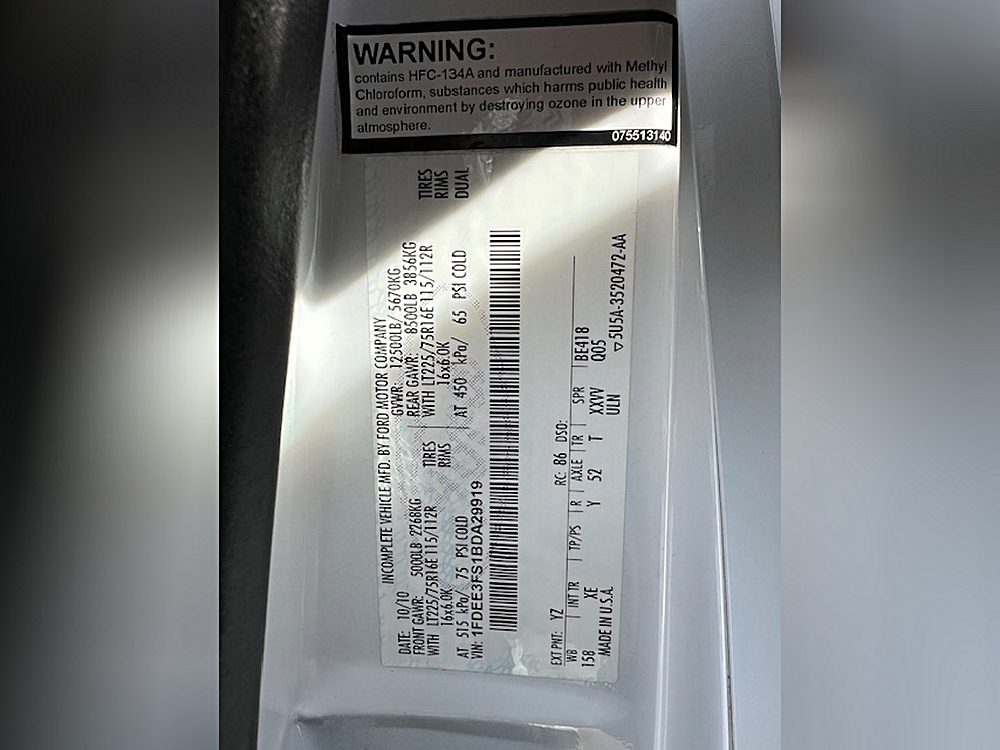 WARNING:
contains HFC-134A and manufactured with Methyl
Chloroform, substances which harms public health
and environment by destroying ozone in the upper
atmosphere.
075513140
INCOMPLETE VEHICLE MFD. BY FORD MOTOR COMPANY
DATE: 10/10 GVWR: 12500LB/ 5670KG
FRONT GAWR: 5000LB 2268KG REAR GAWR: 8500LB 3856KG
WITH LT225/75R16E 115/112R TIRES WITH LT225/75R16E 115/112R TIRES
16x6.0K RIMS 16x6.0K RIMS
AT 515 kPa/ 75 PSI COLD AT 450 kPa/ 65 PSI COLD DUAL
VIN: 1FDEE3FS1BDA29919
EXT PNT: YZ RC: 86 DSO:
WB INT TR TP/PS R AXLE TR SPR BE418
158 XE Y 52 T XXVV Q05
MADE IN U.S.A. ULN ▽5U5A-3520472-AA